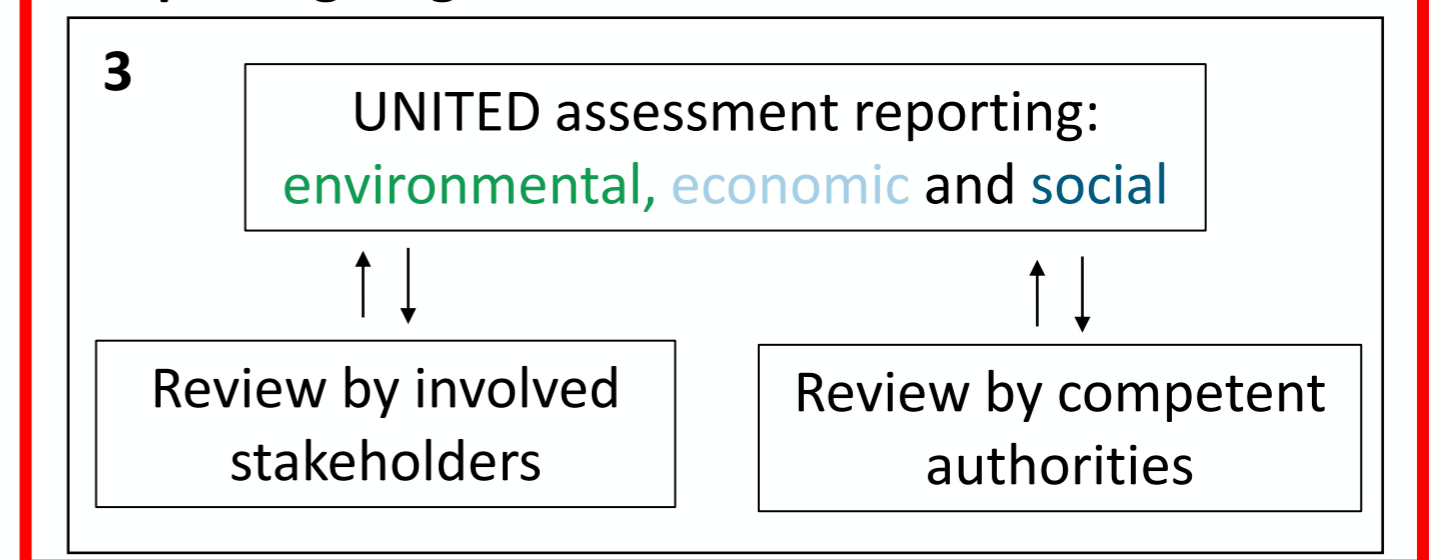 3
UNITED assessment reporting:
environmental, economic and social
Review by involved
stakeholders
Review by competent
authorities